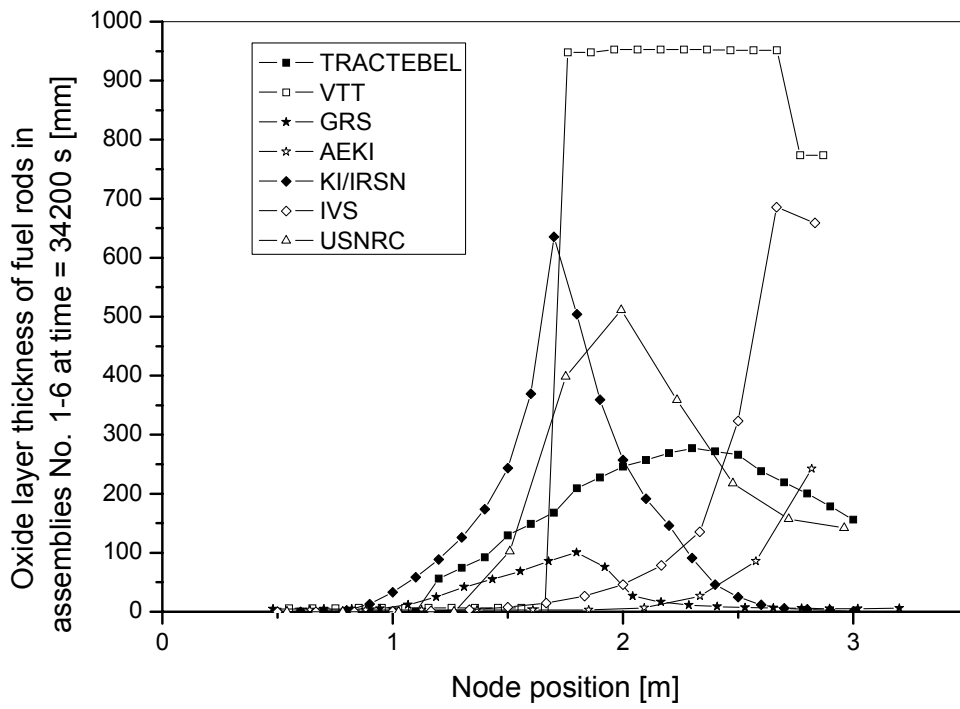 Oxide layer thickness of fuel rods in
assemblies No. 1-6 at time = 34200 s [mm]
1000
900
800
700
600
500
400
300
200
100
0
TRACTEBEL
VTT
GRS
AEKI
KI/IRSN
IVS
USNRC
0 1 2 3
Node position [m]